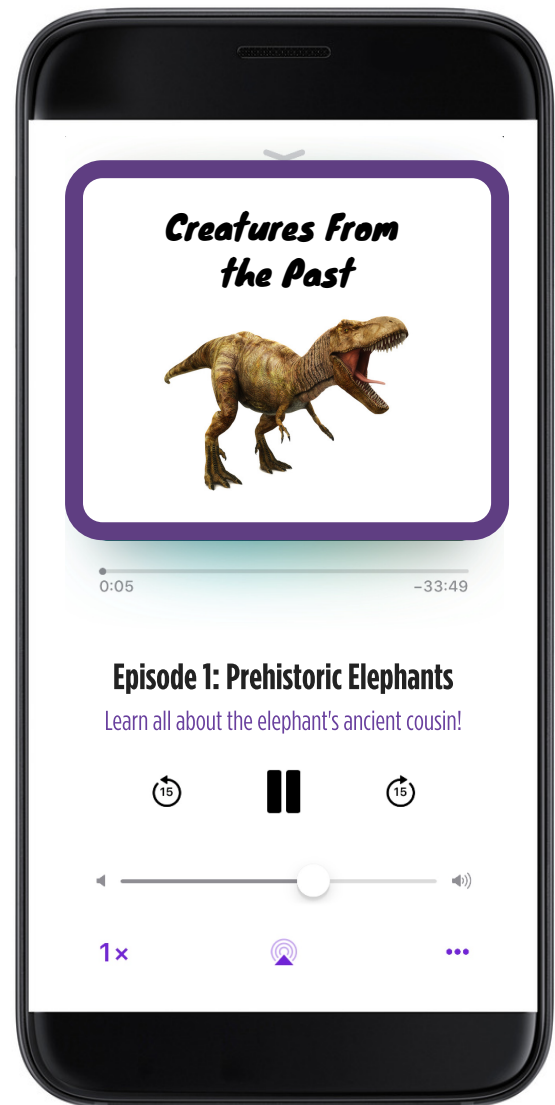 Creatures From
the Past
0:05
−33:49
Episode 1: Prehistoric Elephants
Learn all about the elephant's ancient cousin!
15
15
1×